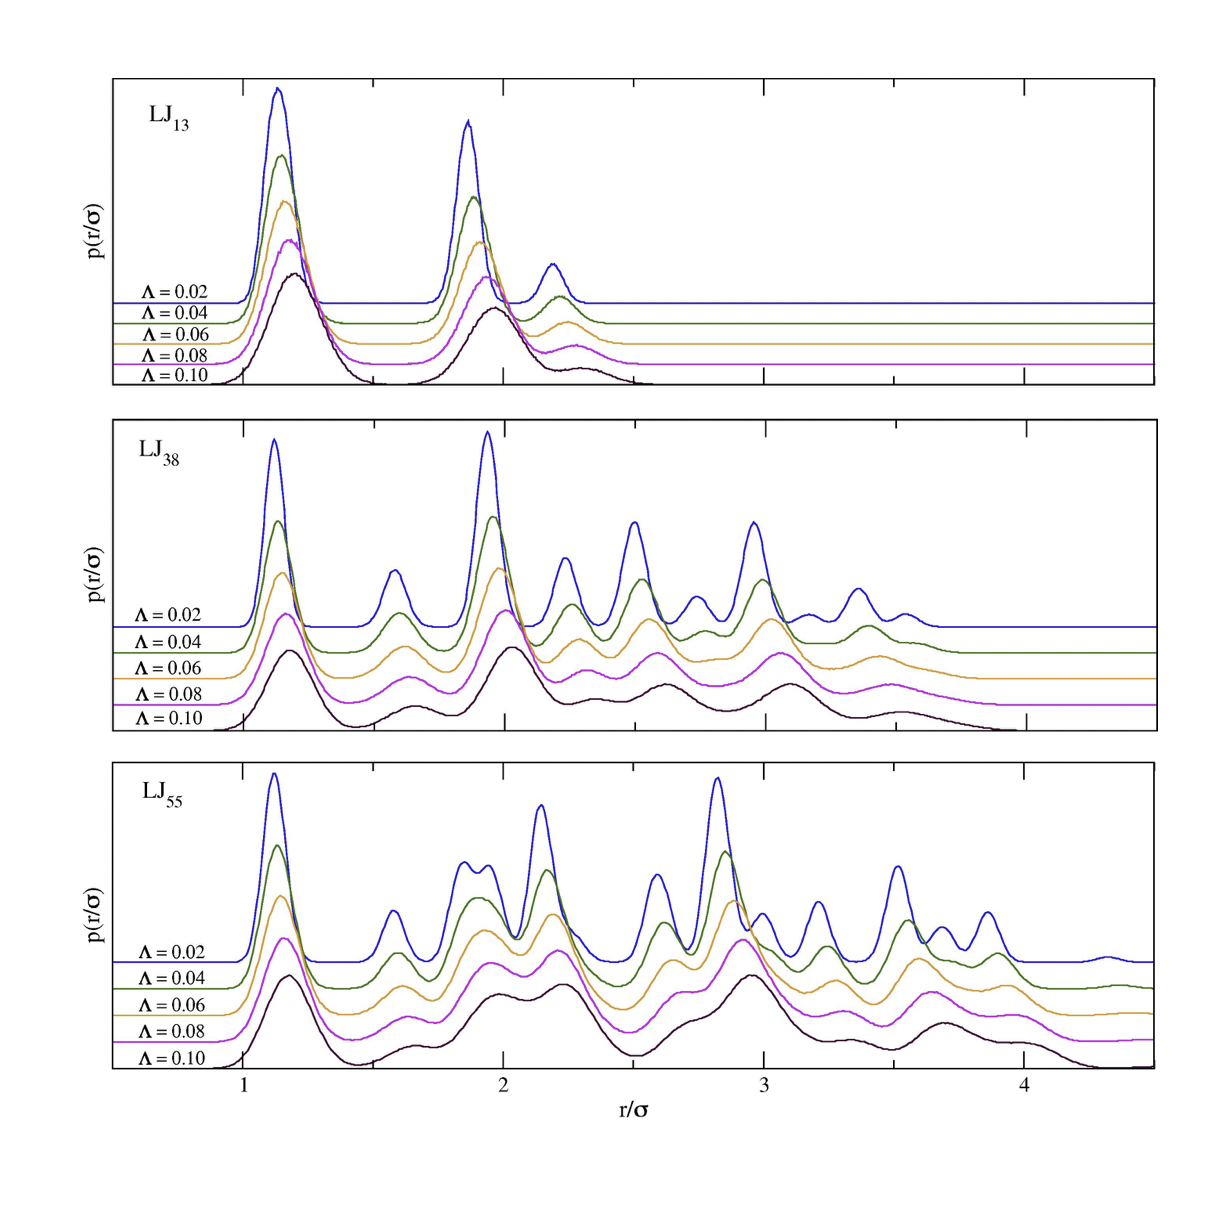 LJ13
p(r/σ)
Λ = 0.02
Λ = 0.04
Λ = 0.06
Λ = 0.08
Λ = 0.10
LJ38
p(r/σ)
Λ = 0.02
Λ = 0.04
Λ = 0.06
Λ = 0.08
Λ = 0.10
LJ55
p(r/σ)
Λ = 0.02
Λ = 0.04
Λ = 0.06
Λ = 0.08
Λ = 0.10
1 2 3 4
r/σ